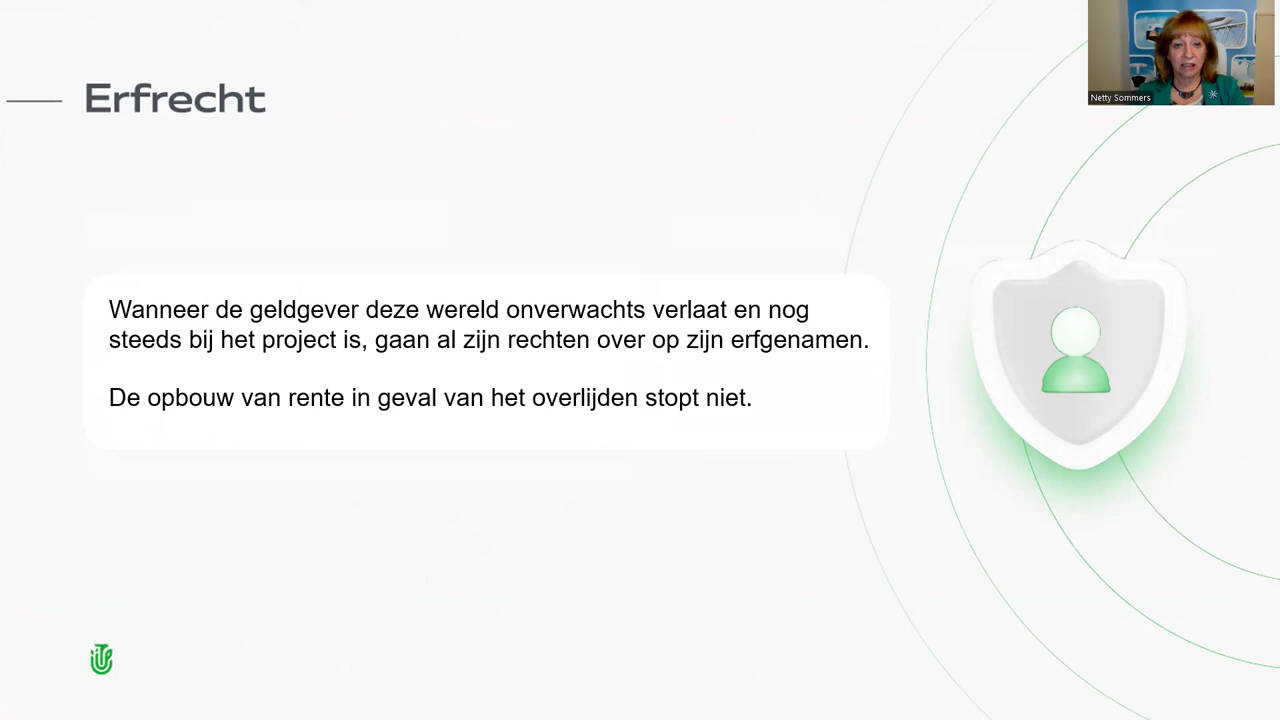 Erfrecht
Netty Sommers
Wanneer de geldgever deze wereld onverwachts verlaat en nog
steeds bij het project is, gaan al zijn rechten over op zijn erfgenamen.
De opbouw van rente in geval van het overlijden stopt niet.